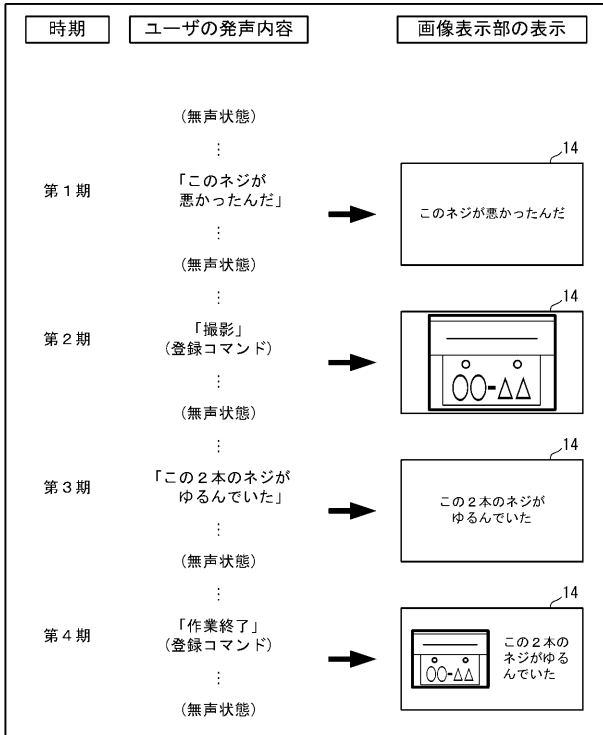 時期 ユーザの発声内容 画像表示部の表示
(無声状態)
⋮
第1期
「このネジが
悪かったんだ」
14
このネジが悪かったんだ
⋮
(無声状態)
⋮
第2期
「撮影」
(登録コマンド)
14
○○-△△
⋮
(無声状態)
⋮
第3期
「この2本のネジが
ゆるんでいた」
14
この2本のネジが
ゆるんでいた
⋮
(無声状態)
⋮
第4期
「作業終了」
(登録コマンド)
14
○○-△△
この2本の
ネジがゆる
んでいた
⋮
(無声状態)